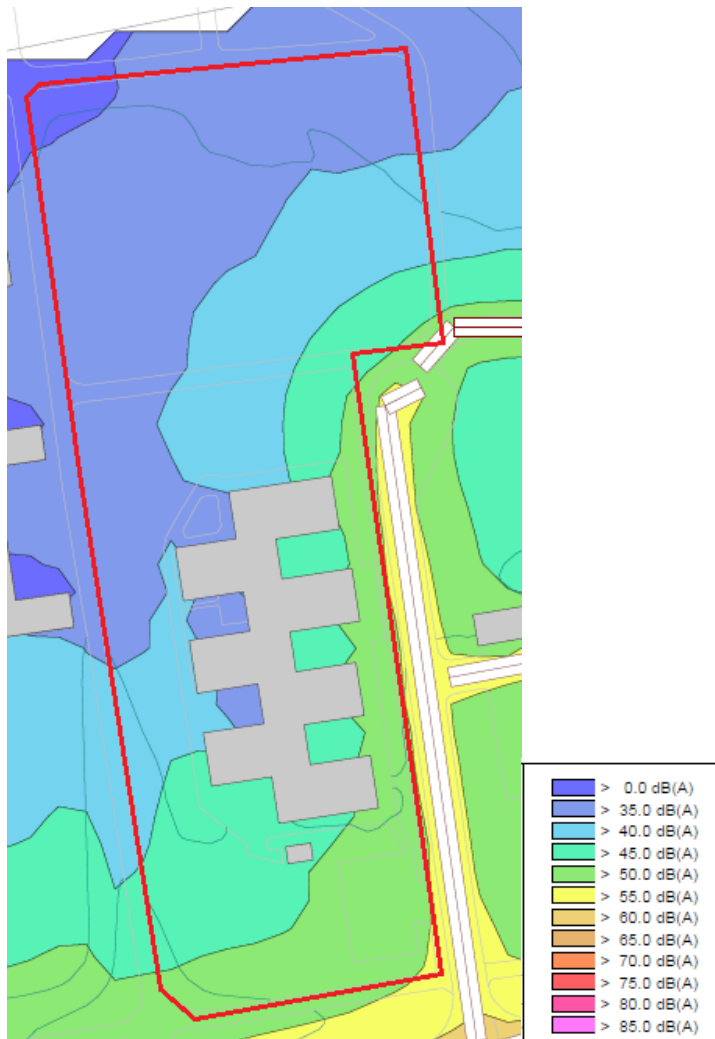 > 0.0 dB(A)
> 35.0 dB(A)
> 40.0 dB(A)
> 45.0 dB(A)
> 50.0 dB(A)
> 55.0 dB(A)
> 60.0 dB(A)
> 65.0 dB(A)
> 70.0 dB(A)
> 75.0 dB(A)
> 80.0 dB(A)
> 85.0 dB(A)